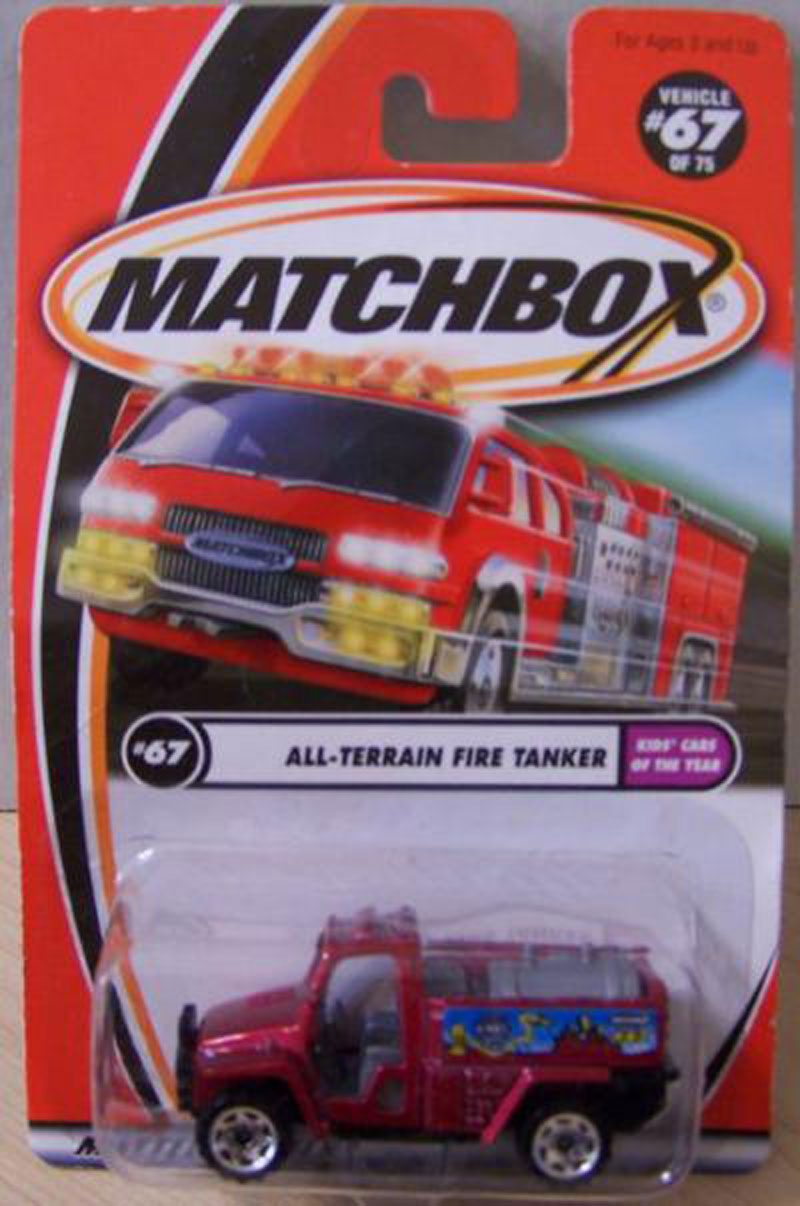 For Ages 3 and Up
VEHICLE
#67
OF 75
MATCHBOX®
MATCHBOX
#67
ALL-TERRAIN FIRE TANKER
KIDS' CARS
OF THE YEAR